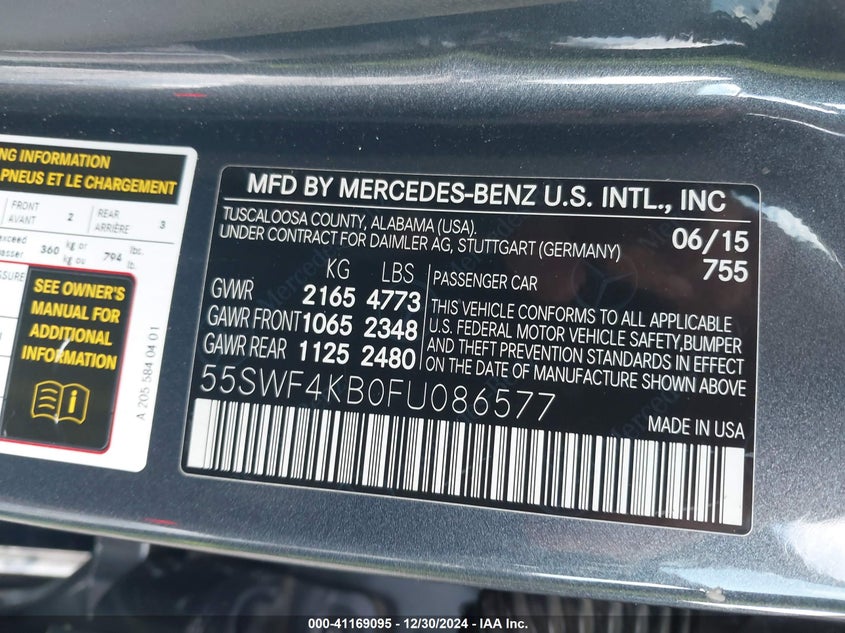 NG INFORMATION
PNEUS ET LE CHARGEMENT
FRONT
AVANT
2
REAR
ARRIÈRE
3
exceed
360 kg or
kg ou
794 lbs.
lb.
SSURE
SEE OWNER'S
MANUAL FOR
ADDITIONAL
INFORMATION
A 205 584 04 01
MFD BY MERCEDES-BENZ U.S. INTL., INC
TUSCALOOSA COUNTY, ALABAMA (USA).
UNDER CONTRACT FOR DAIMLER AG, STUTTGART (GERMANY)
06/15
755
KG LBS
GVWR 2165 4773
GAWR FRONT 1065 2348
GAWR REAR 1125 2480
PASSENGER CAR
THIS VEHICLE CONFORMS TO ALL APPLICABLE
U.S. FEDERAL MOTOR VEHICLE SAFETY,BUMPER
AND THEFT PREVENTION STANDARDS IN EFFECT
ON THE DATE OF MANUFACTURE SHOWN ABOVE
55SWF4KB0FU086577
MADE IN USA
000-41169095 - 12/30/2024 - IAA Inc.